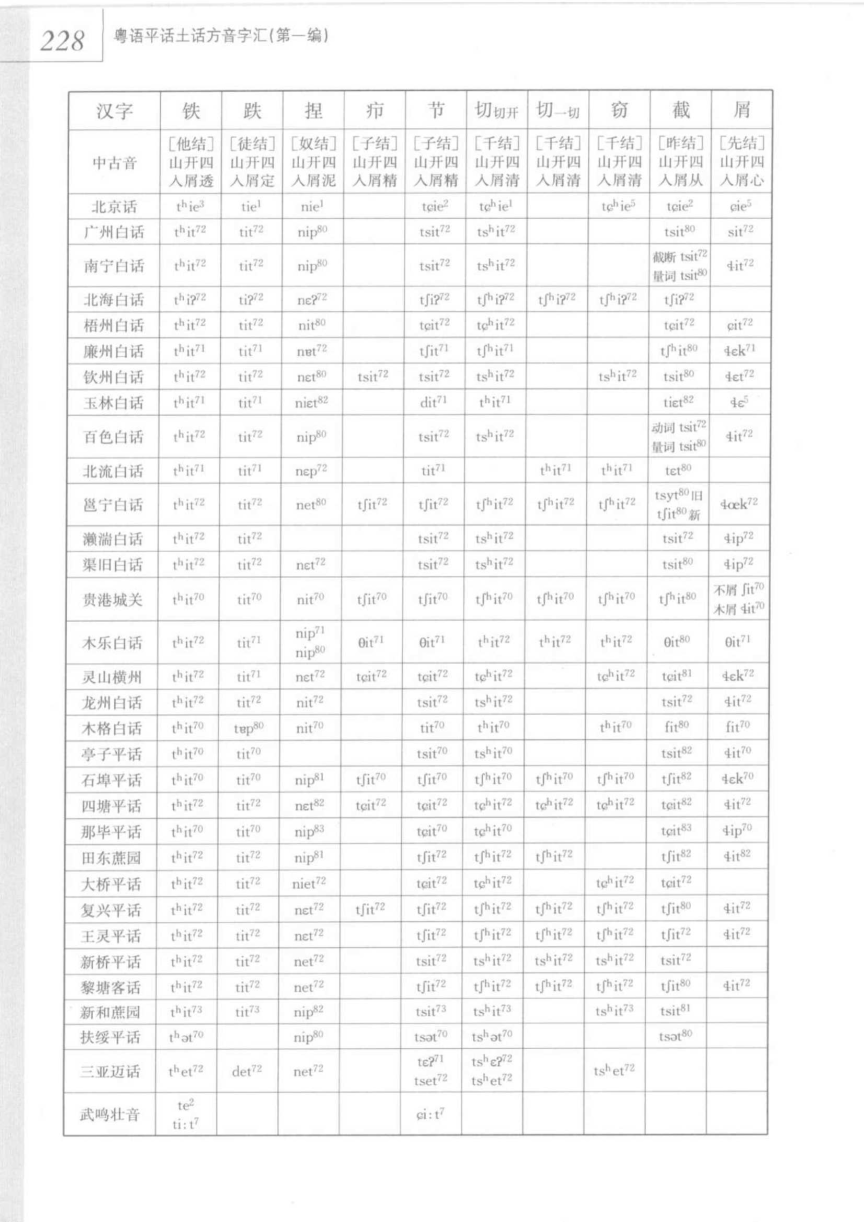 228 粤语平话土话方音字汇(第一编)
汉字 铁 跌 捏 疖 节 切切开 切一切 窃 截 屑
中古音 [他结]山开四入屑透 [徒结]山开四入屑定 [奴结]山开四入屑泥 [子结]山开四入屑精 [子结]山开四入屑精 [千结]山开四入屑清 [千结]山开四入屑清 [千结]山开四入屑清 [昨结]山开四入屑从 [先结]山开四入屑心
北京话 tʰie³ tie¹ nie¹ tɕie² tɕʰie¹ tɕʰie⁵ tɕie² ɕie⁵
广州白话 tʰit⁷² tit⁷² nip⁸⁰ tsit⁷² tsʰit⁷² tsit⁸⁰ sit⁷²
南宁白话 tʰit⁷² tit⁷² nip⁸⁰ tsit⁷² tsʰit⁷² 截断 tsit⁷² 量词 tsit⁸⁰ ɬit⁷²
北海白话 tʰiʔ⁷² tiʔ⁷² nɛʔ⁷² tʃiʔ⁷² tʃʰiʔ⁷² tʃʰiʔ⁷² tʃʰiʔ⁷² tʃiʔ⁷²
梧州白话 tʰit⁷² tit⁷² nit⁸⁰ tɕit⁷² tɕʰit⁷² tɕit⁷² ɕit⁷²
廉州白话 tʰit⁷¹ tit⁷¹ nɐt⁷² tʃit⁷¹ tʃʰit⁷¹ tʃʰit⁸⁰ ɬɛk⁷¹
钦州白话 tʰit⁷² tit⁷² nɛt⁸⁰ tsit⁷² tsit⁷² tsʰit⁷² tsʰit⁷² tsit⁸⁰ ɬɛt⁷²
玉林白话 tʰit⁷¹ tit⁷¹ niɛt⁸² dit⁷¹ tʰit⁷¹ tiɛt⁸² ɬɛ⁵
百色白话 tʰit⁷² tit⁷² nip⁸⁰ tsit⁷² tsʰit⁷² 动词 tsit⁷² 量词 tsit⁸⁰ ɬit⁷²
北流白话 tʰit⁷¹ tit⁷¹ nɛp⁷² tit⁷¹ tʰit⁷¹ tʰit⁷¹ tɛt⁸⁰
邕宁白话 tʰit⁷² tit⁷² net⁸⁰ tʃit⁷² tʃit⁷² tʃʰit⁷² tʃʰit⁷² tʃʰit⁷² tsyt⁸⁰旧 tʃit⁸⁰新 ɬœk⁷²
濑湍白话 tʰit⁷² tit⁷² tsit⁷² tsʰit⁷² tsit⁷² ɬip⁷²
渠旧白话 tʰit⁷² tit⁷² nɛt⁷² tsit⁷² tsʰit⁷² tsit⁸⁰ ɬip⁷²
贵港城关 tʰit⁷⁰ tit⁷⁰ nit⁷⁰ tʃit⁷⁰ tʃit⁷⁰ tʃʰit⁷⁰ tʃʰit⁷⁰ tʃʰit⁷⁰ tʃʰit⁸⁰ 不屑 ʃit⁷⁰ 木屑 ɬit⁷⁰
木乐白话 tʰit⁷² tit⁷¹ nip⁷¹ nip⁸⁰ θit⁷¹ θit⁷¹ tʰit⁷² tʰit⁷² tʰit⁷² θit⁸⁰ θit⁷¹
灵山横州 tʰit⁷² tit⁷¹ nɛt⁷² tɕit⁷² tɕit⁷² tɕʰit⁷² tɕʰit⁷² tɕit⁸¹ ɬɛk⁷²
龙州白话 tʰit⁷² tit⁷² nit⁷² tsit⁷² tsʰit⁷² tsit⁷² ɬit⁷²
木格白话 tʰit⁷⁰ tɐp⁸⁰ nit⁷⁰ tit⁷⁰ tʰit⁷⁰ tʰit⁷⁰ fit⁸⁰ fit⁷⁰
亭子平话 tʰit⁷⁰ tit⁷⁰ tsit⁷⁰ tsʰit⁷⁰ tsit⁸² ɬit⁷⁰
石埠平话 tʰit⁷⁰ tit⁷⁰ nip⁸¹ tʃit⁷⁰ tʃit⁷⁰ tʃʰit⁷⁰ tʃʰit⁷⁰ tʃʰit⁷⁰ tʃit⁸² ɬɛk⁷⁰
四塘平话 tʰit⁷² tit⁷² nɛt⁸² tɕit⁷² tɕit⁷² tɕʰit⁷² tɕʰit⁷² tɕʰit⁷² tɕit⁸² ɬit⁷²
那毕平话 tʰit⁷⁰ tit⁷⁰ nip⁸³ tɕit⁷⁰ tɕʰit⁷⁰ tɕit⁸³ ɬip⁷⁰
田东蔗园 tʰit⁷² tit⁷² nip⁸¹ tʃit⁷² tʃʰit⁷² tʃʰit⁷² tʃit⁸² ɬit⁸²
大桥平话 tʰit⁷² tit⁷² niet⁷² tɕit⁷² tɕʰit⁷² tɕʰit⁷² tɕit⁷²
复兴平话 tʰit⁷² tit⁷² nɛt⁷² tʃit⁷² tʃit⁷² tʃʰit⁷² tʃʰit⁷² tʃʰit⁷² tʃit⁸⁰ ɬit⁷²
王灵平话 tʰit⁷² tit⁷² nɛt⁷² tʃit⁷² tʃʰit⁷² tʃʰit⁷² tʃʰit⁷² tʃit⁷² ɬit⁷²
新桥平话 tʰit⁷² tit⁷² net⁷² tsit⁷² tsʰit⁷² tsʰit⁷² tsʰit⁷² tsit⁷²
黎塘客话 tʰit⁷² tit⁷² net⁷² tʃit⁷² tʃʰit⁷² tʃʰit⁷² tʃʰit⁷² tʃit⁸⁰ ɬit⁷²
新和蔗园 tʰit⁷³ tit⁷³ nip⁸² tsit⁷³ tsʰit⁷³ tsʰit⁷³ tsit⁸¹
扶绥平话 tʰət⁷⁰ nip⁸⁰ tsət⁷⁰ tsʰət⁷⁰ tsət⁸⁰
三亚迈话 tʰet⁷² det⁷² net⁷² tɛʔ⁷¹ tset⁷² tsʰɛʔ⁷² tsʰet⁷² tsʰet⁷²
武鸣壮音 te² ti:t⁷ ɕi:t⁷